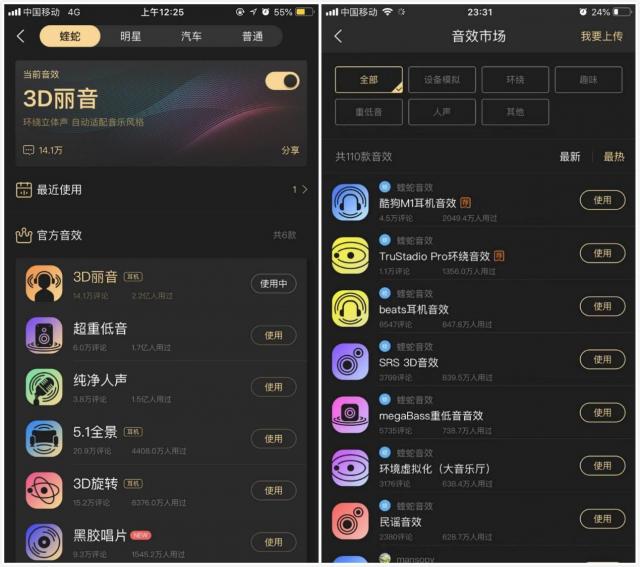 中国移动 4G
上午12:25
55%
蝰蛇
明星
汽车
普通
当前音效
3D丽音
环绕立体声 自动适配音乐风格
14.1万
分享
最近使用
1
官方音效
共6款
3D丽音 耳机
14.1万评论 2.2亿人用过
使用中
超重低音
6.0万评论 1.7亿人用过
使用
纯净人声
3.8万评论 1.5亿人用过
使用
5.1全景 耳机
20.9万评论 4408.0万人用过
使用
3D旋转 耳机
15.2万评论 6376.0万人用过
使用
黑胶唱片 NEW
9.3万评论 1545.2万人用过
使用
中国移动
23:31
24%
音效市场
我要上传
全部
设备模拟
环绕
趣味
重低音
人声
其他
共110款音效
最新
最热
蝰蛇音效
酷狗M1耳机音效 荐
4.5万评论 2049.4万人用过
使用
蝰蛇音效
TruStadio Pro环绕音效 荐
1.1万评论 1356.0万人用过
使用
蝰蛇音效
beats耳机音效
6547评论 847.8万人用过
使用
蝰蛇音效
SRS 3D音效
3769评论 839.5万人用过
使用
蝰蛇音效
megaBass重低音音效
5735评论 738.7万人用过
使用
蝰蛇音效
环境虚拟化（大音乐厅）
3176评论 638.4万人用过
使用
蝰蛇音效
民谣音效
2380评论 628.7万人用过
使用
mansopy